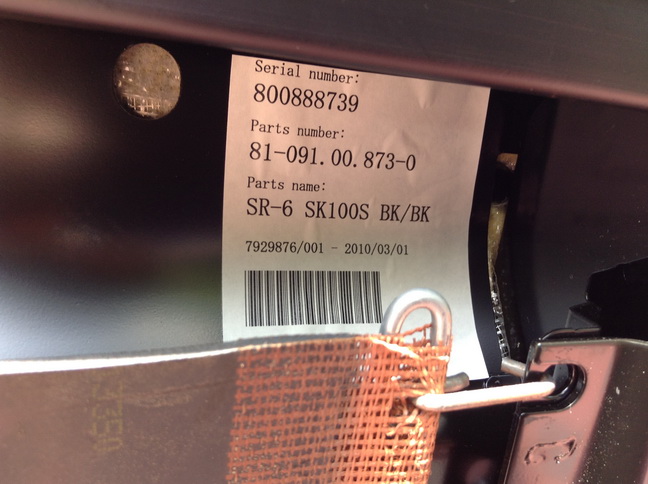 Serial number:
800888739
Parts number:
81-091.00.873-0
Parts name:
SR-6 SK100S BK/BK
7929876/001 - 2010/03/01